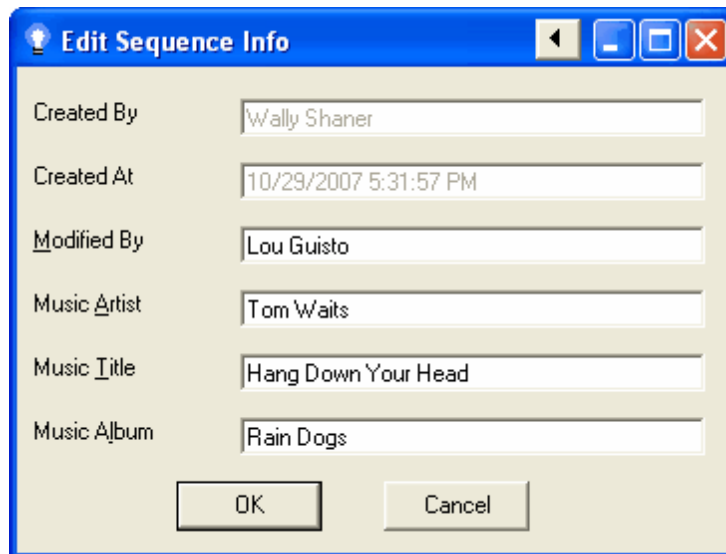 Edit Sequence Info
Created By Wally Shaner
Created At 10/29/2007 5:31:57 PM
Modified By Lou Guisto
Music Artist Tom Waits
Music Title Hang Down Your Head
Music Album Rain Dogs
OK Cancel